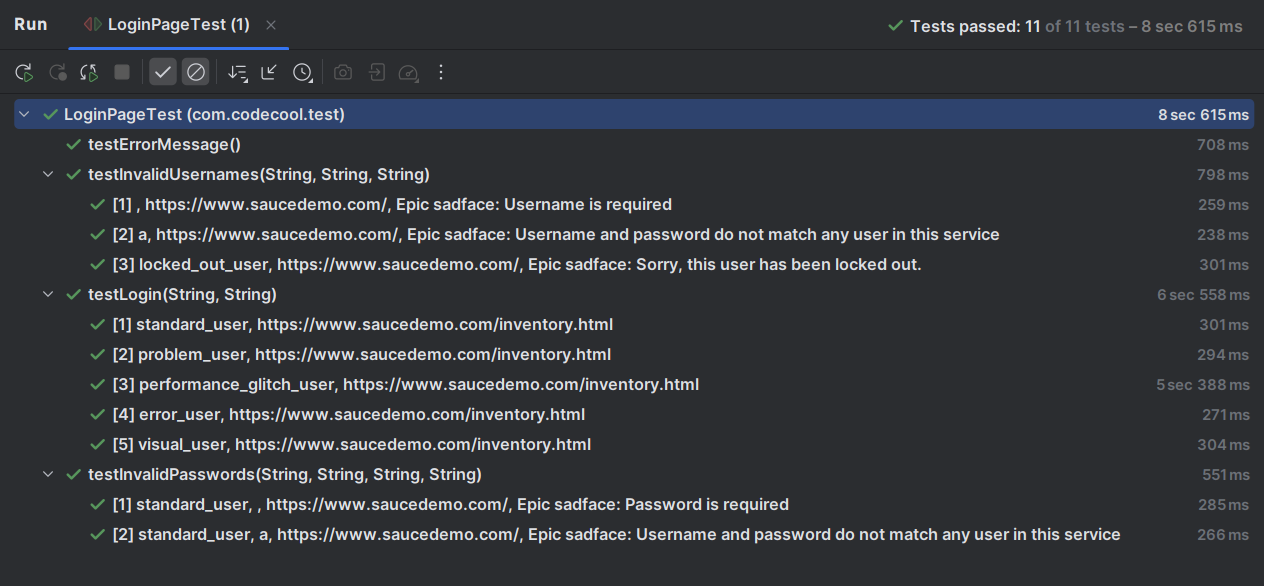 Run LoginPageTest (1) Tests passed: 11 of 11 tests – 8 sec 615 ms
LoginPageTest (com.codecool.test) 8 sec 615 ms
testErrorMessage() 708 ms
testInvalidUsernames(String, String, String) 798 ms
[1] , https://www.saucedemo.com/, Epic sadface: Username is required 259 ms
[2] a, https://www.saucedemo.com/, Epic sadface: Username and password do not match any user in this service 238 ms
[3] locked_out_user, https://www.saucedemo.com/, Epic sadface: Sorry, this user has been locked out. 301 ms
testLogin(String, String) 6 sec 558 ms
[1] standard_user, https://www.saucedemo.com/inventory.html 301 ms
[2] problem_user, https://www.saucedemo.com/inventory.html 294 ms
[3] performance_glitch_user, https://www.saucedemo.com/inventory.html 5 sec 388 ms
[4] error_user, https://www.saucedemo.com/inventory.html 271 ms
[5] visual_user, https://www.saucedemo.com/inventory.html 304 ms
testInvalidPasswords(String, String, String, String) 551 ms
[1] standard_user, , https://www.saucedemo.com/, Epic sadface: Password is required 285 ms
[2] standard_user, a, https://www.saucedemo.com/, Epic sadface: Username and password do not match any user in this service 266 ms